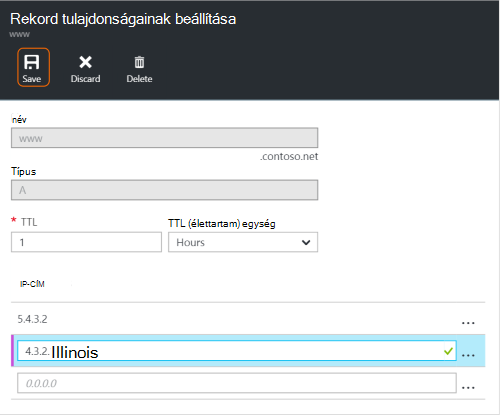 Rekord tulajdonságainak beállítása
www
Save Discard Delete
név
www
.contoso.net
Típus
A
* TTL TTL (élettartam) egység
1 Hours
IP-CÍM
5.4.3.2 ...
4.3.2.Illinois ...
0.0.0.0 ...